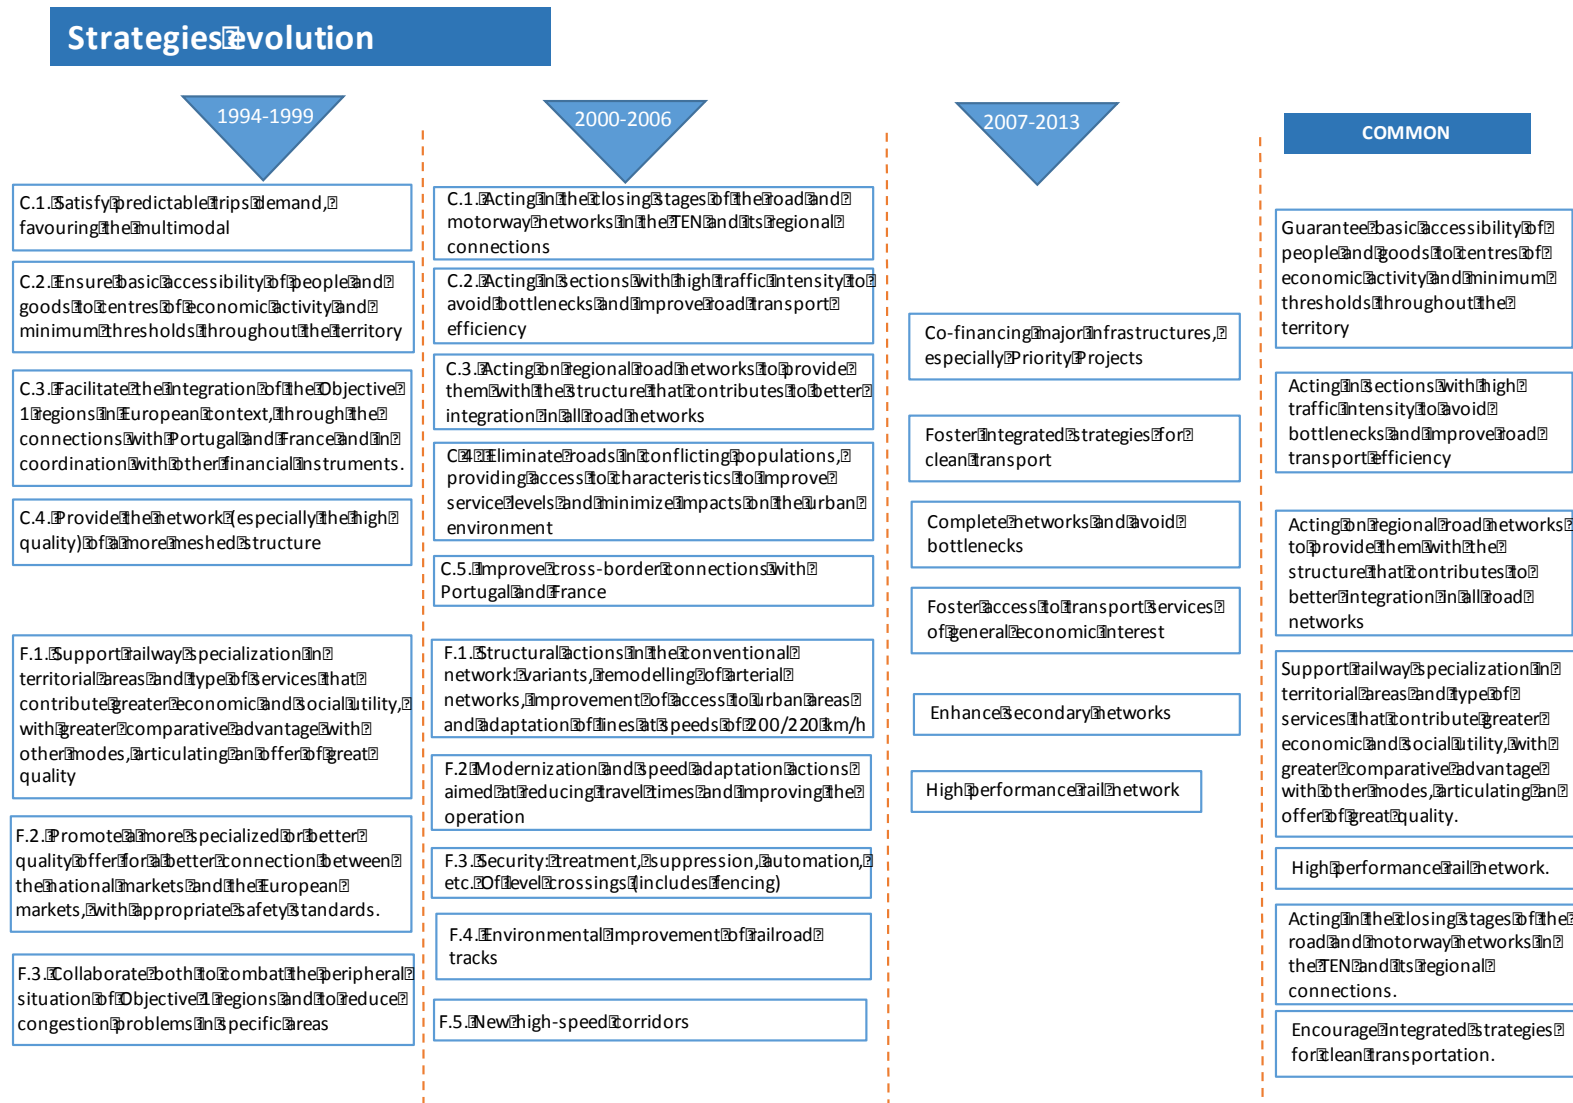 Strategies evolution
1994-1999
C.1. Satisfy predictable trips demand,
favouring the multimodal
C.2. Ensure basic accessibility of people and
goods to centres of economic activity and
minimum thresholds throughout the territory
C.3. Facilitate the integration of the Objective
1 regions in European context, through the
connections with Portugal and France and in
coordination with other financial instruments.
C.4. Provide the network (especially the high
quality) of a more meshed structure
F.1. Support railway specialization in
territorial areas and type of services that
contribute greater economic and social utility,
with greater comparative advantage with
other modes, articulating an offer of great
quality
F.2. Promote a more specialized or better
quality offer for a better connection between
the national markets and the European
markets, with appropriate safety standards.
F.3. Collaborate both to combat the peripheral
situation of Objective 1 regions and to reduce
congestion problems in specific areas
2000-2006
C.1. Acting in the closing stages of the road and
motorway networks in the TEN and its regional
connections
C.2. Acting in sections with high traffic intensity to
avoid bottlenecks and improve road transport
efficiency
C.3. Acting on regional road networks to provide
them with the structure that contributes to better
integration in all road networks
C.4. Eliminate roads in conflicting populations,
providing access to characteristics to improve
service levels and minimize impacts on the urban
environment
C.5. Improve cross-border connections with
Portugal and France
F.1. Structural actions in the conventional
network: variants, remodelling of arterial
networks, improvement of access to urban areas
and adaptation of lines at speeds of 200/220 km/h
F.2 Modernization and speed adaptation actions
aimed at reducing travel times and improving the
operation
F.3. Security: treatment, suppression, automation,
etc. Of level crossings (includes fencing)
F.4. Environmental improvement of railroad
tracks
F.5. New high-speed corridors
2007-2013
Co-financing major infrastructures,
especially Priority Projects
Foster integrated strategies for
clean transport
Complete networks and avoid
bottlenecks
Foster access to transport services
of general economic interest
Enhance secondary networks
High performance rail network
COMMON
Guarantee basic accessibility of
people and goods to centres of
economic activity and minimum
thresholds throughout the
territory
Acting in sections with high
traffic intensity to avoid
bottlenecks and improve road
transport efficiency
Acting on regional road networks
to provide them with the
structure that contributes to
better integration in all road
networks
Support railway specialization in
territorial areas and type of
services that contribute greater
economic and social utility, with
greater comparative advantage
with other modes, articulating an
offer of great quality.
High performance rail network.
Acting in the closing stages of the
road and motorway networks in
the TEN and its regional
connections.
Encourage integrated strategies
for clean transportation.